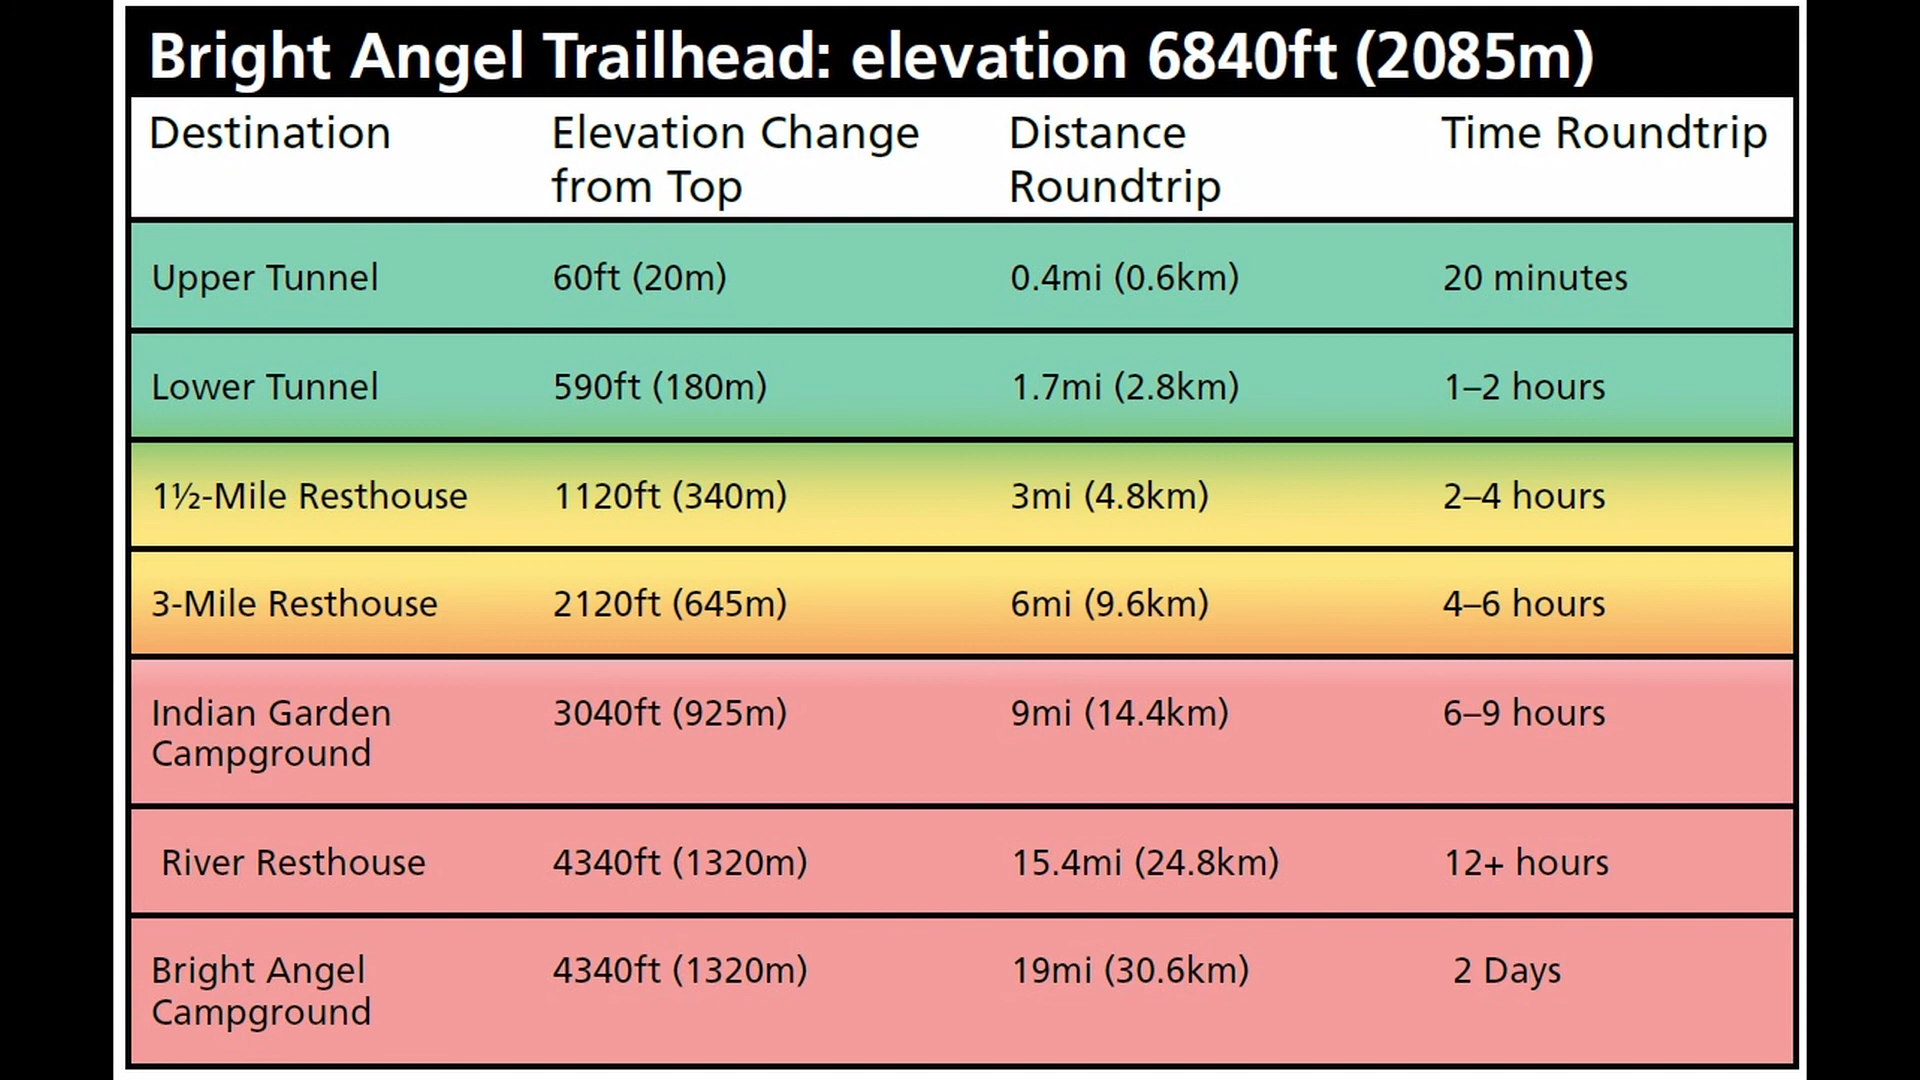 Bright Angel Trailhead: elevation 6840ft (2085m)
Destination Elevation Change from Top Distance Roundtrip Time Roundtrip
Upper Tunnel 60ft (20m) 0.4mi (0.6km) 20 minutes
Lower Tunnel 590ft (180m) 1.7mi (2.8km) 1–2 hours
1½-Mile Resthouse 1120ft (340m) 3mi (4.8km) 2–4 hours
3-Mile Resthouse 2120ft (645m) 6mi (9.6km) 4–6 hours
Indian Garden Campground 3040ft (925m) 9mi (14.4km) 6–9 hours
River Resthouse 4340ft (1320m) 15.4mi (24.8km) 12+ hours
Bright Angel Campground 4340ft (1320m) 19mi (30.6km) 2 Days